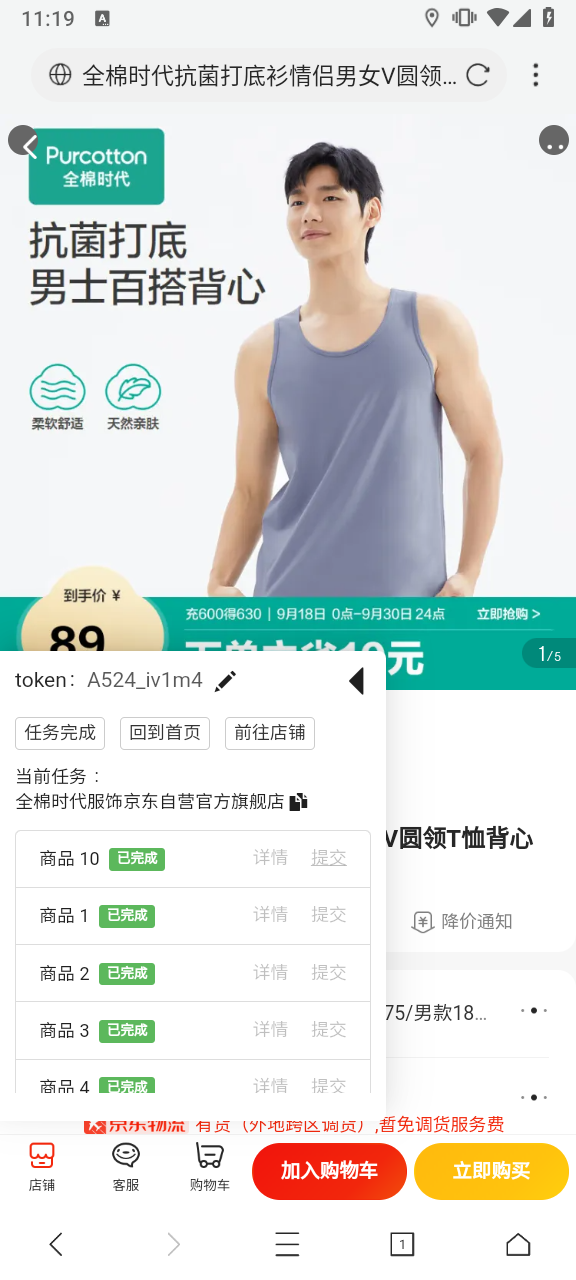 11:19
A
全棉时代抗菌打底衫情侣男女V圆领...
Purcotton
全棉时代
抗菌打底
男士百搭背心
柔软舒适 天然亲肤
到手价 ¥
89
充600得630 | 9月18日 0点-9月30日24点 立即抢购 >
1/5
token: A524_iv1m4
任务完成 回到首页 前往店铺
当前任务：
全棉时代服饰京东自营官方旗舰店
V圆领T恤背心
商品 10 已完成 详情 提交
商品 1 已完成 详情 提交
降价通知
商品 2 已完成 详情 提交
75/男款18...
商品 3 已完成 详情 提交
商品 4 已完成 详情 提交
京东物流 有货（外地跨区调货）,暂免调货服务费
店铺 客服 购物车 加入购物车 立即购买
1